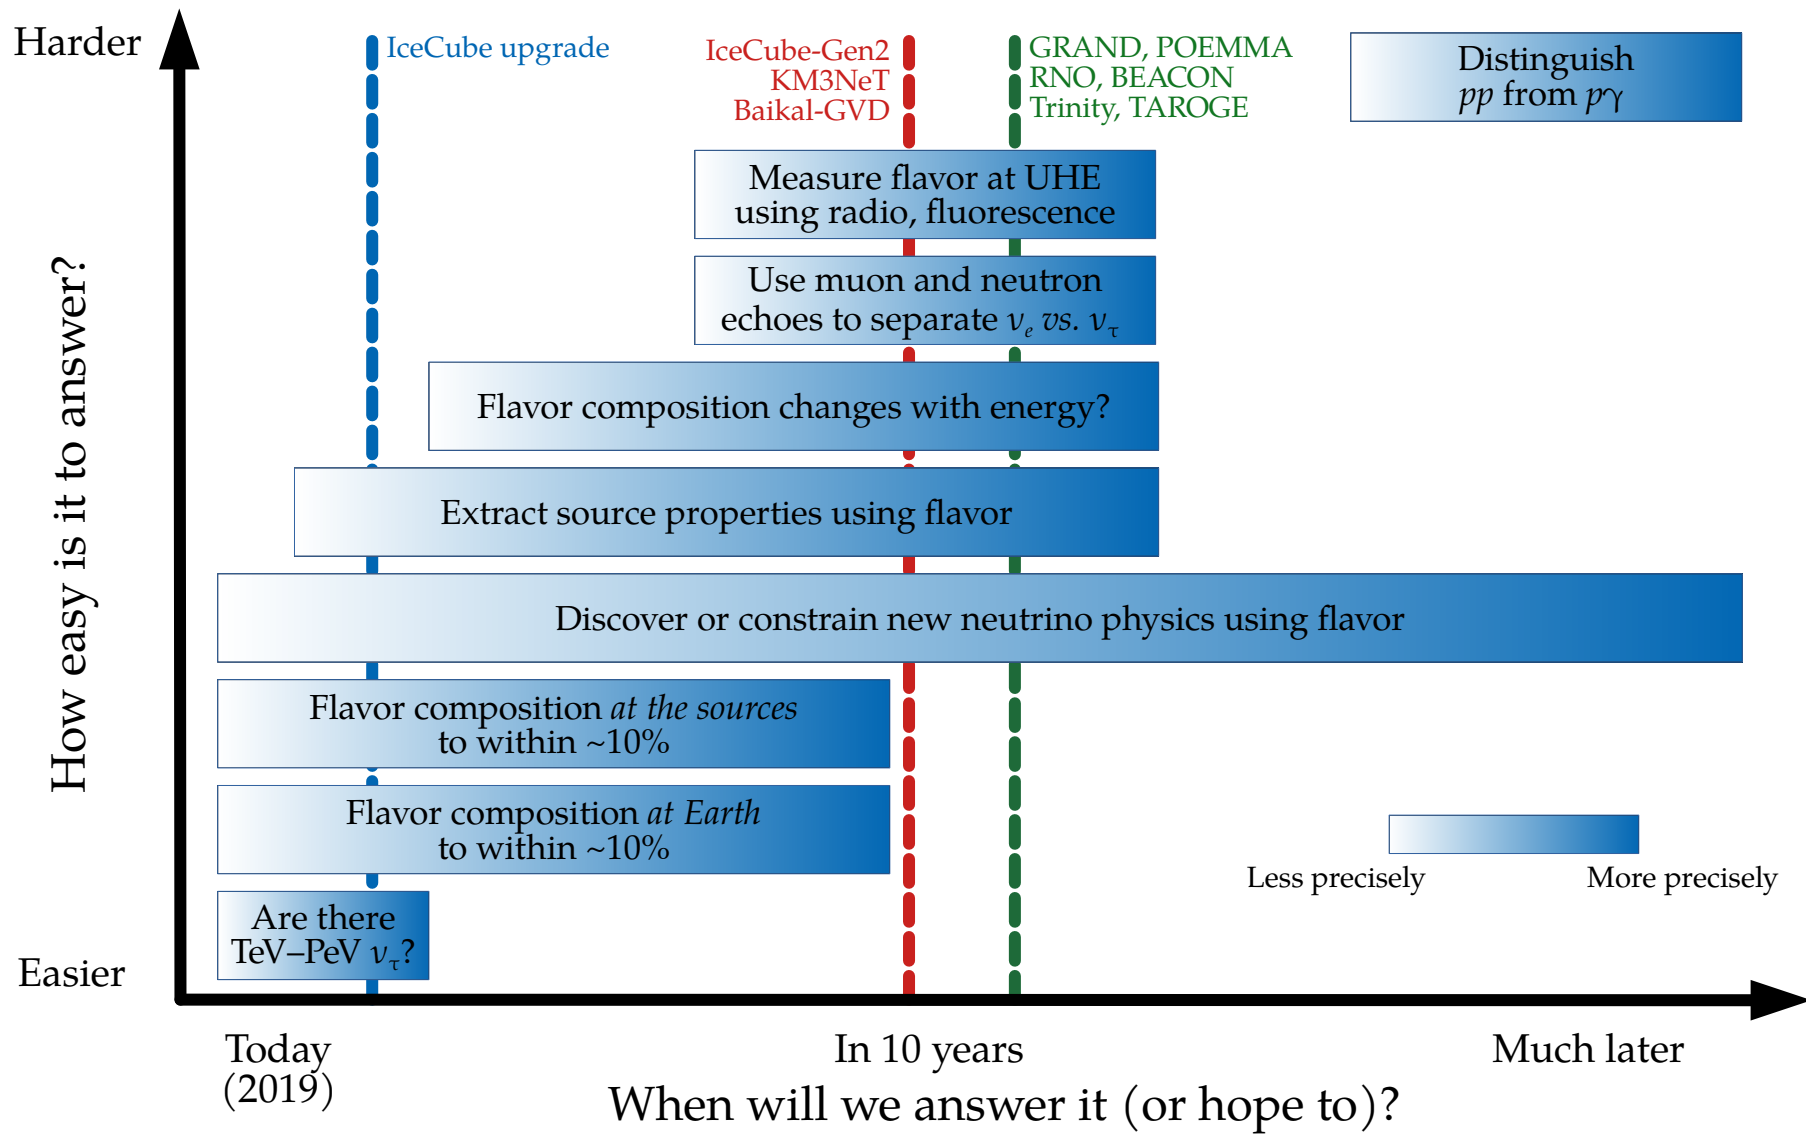 Harder
IceCube upgrade
IceCube-Gen2
KM3NeT
Baikal-GVD
GRAND, POEMMA
RNO, BEACON
Trinity, TAROGE
Distinguish
pp from pγ
Measure flavor at UHE
using radio, fluorescence
Use muon and neutron
echoes to separate νe vs. ντ
Flavor composition changes with energy?
Extract source properties using flavor
Discover or constrain new neutrino physics using flavor
Flavor composition at the sources
to within ~10%
Flavor composition at Earth
to within ~10%
Are there
TeV–PeV ντ?
Less precisely
More precisely
How easy is it to answer?
Easier
Today
(2019)
In 10 years
Much later
When will we answer it (or hope to)?